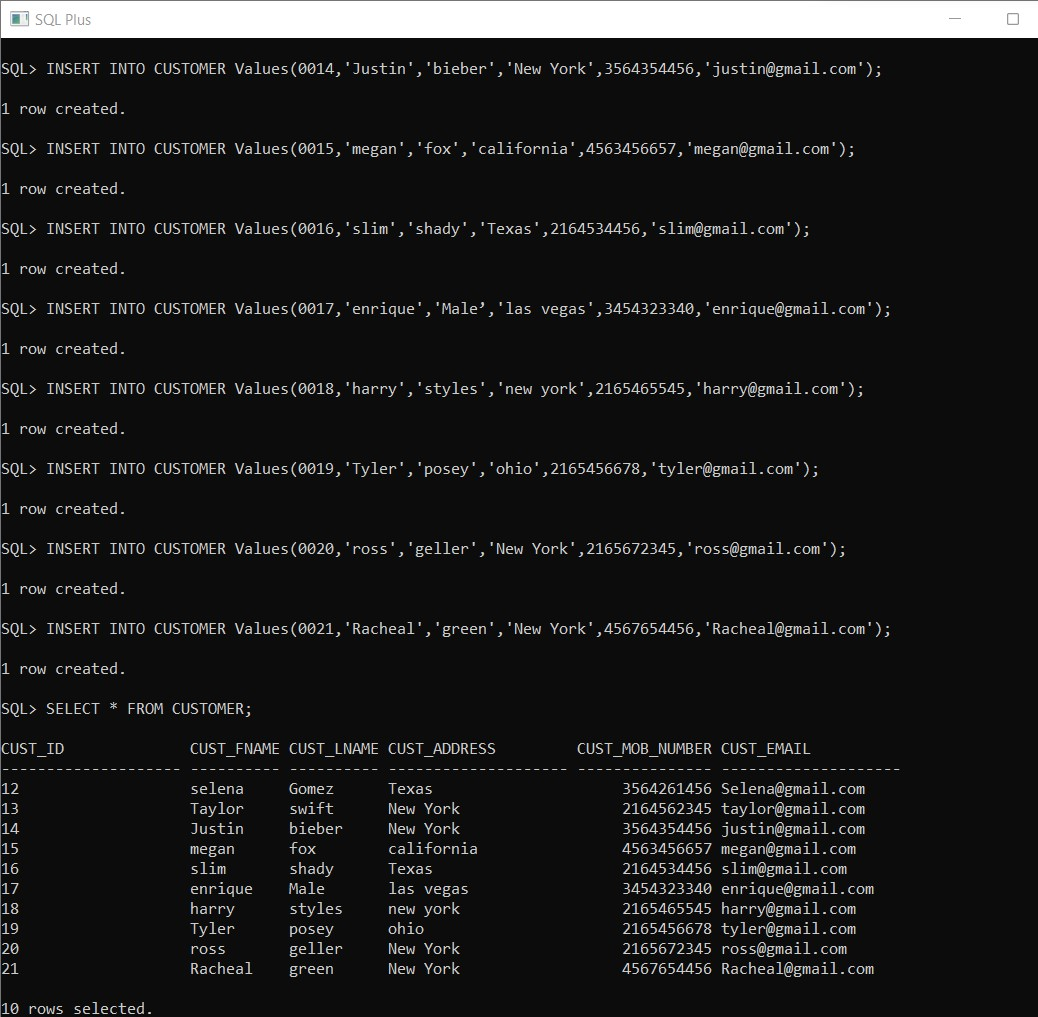 SQL Plus
SQL> INSERT INTO CUSTOMER Values(0014,'Justin','bieber','New York',3564354456,'justin@gmail.com');
1 row created.
SQL> INSERT INTO CUSTOMER Values(0015,'megan','fox','california',4563456657,'megan@gmail.com');
1 row created.
SQL> INSERT INTO CUSTOMER Values(0016,'slim','shady','Texas',2164534456,'slim@gmail.com');
1 row created.
SQL> INSERT INTO CUSTOMER Values(0017,'enrique','Male’,'las vegas',3454323340,'enrique@gmail.com');
1 row created.
SQL> INSERT INTO CUSTOMER Values(0018,'harry','styles','new york',2165465545,'harry@gmail.com');
1 row created.
SQL> INSERT INTO CUSTOMER Values(0019,'Tyler','posey','ohio',2165456678,'tyler@gmail.com');
1 row created.
SQL> INSERT INTO CUSTOMER Values(0020,'ross','geller','New York',2165672345,'ross@gmail.com');
1 row created.
SQL> INSERT INTO CUSTOMER Values(0021,'Racheal','green','New York',4567654456,'Racheal@gmail.com');
1 row created.
SQL> SELECT * FROM CUSTOMER;
CUST_ID              CUST_FNAME CUST_LNAME CUST_ADDRESS         CUST_MOB_NUMBER CUST_EMAIL
-------------------- ---------- ---------- -------------------- --------------- --------------------
12                   selena     Gomez      Texas                     3564261456 Selena@gmail.com
13                   Taylor     swift      New York                  2164562345 taylor@gmail.com
14                   Justin     bieber     New York                  3564354456 justin@gmail.com
15                   megan      fox        california                4563456657 megan@gmail.com
16                   slim       shady      Texas                     2164534456 slim@gmail.com
17                   enrique    Male       las vegas                 3454323340 enrique@gmail.com
18                   harry      styles     new york                  2165465545 harry@gmail.com
19                   Tyler      posey      ohio                      2165456678 tyler@gmail.com
20                   ross       geller     New York                  2165672345 ross@gmail.com
21                   Racheal    green      New York                  4567654456 Racheal@gmail.com
10 rows selected.